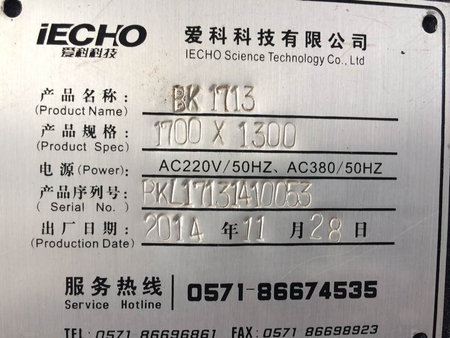 iECHO
爱科科技
爱科科技有限公司
IECHO Science Technology Co., Ltd
产品名称: BK 1713
(Product Name)
产品规格: 1700 X 1300
(Product Spec)
电源(Power): AC220V/50HZ、AC380/50HZ
产品序列号: PKL17131410053
( Serial No. )
出厂日期: 2014 年 11 月 28 日
(Production Date)
服务热线 0571-86674535
Service Hotline
TEL: 0571 86696861 FAX: 0571 86698923